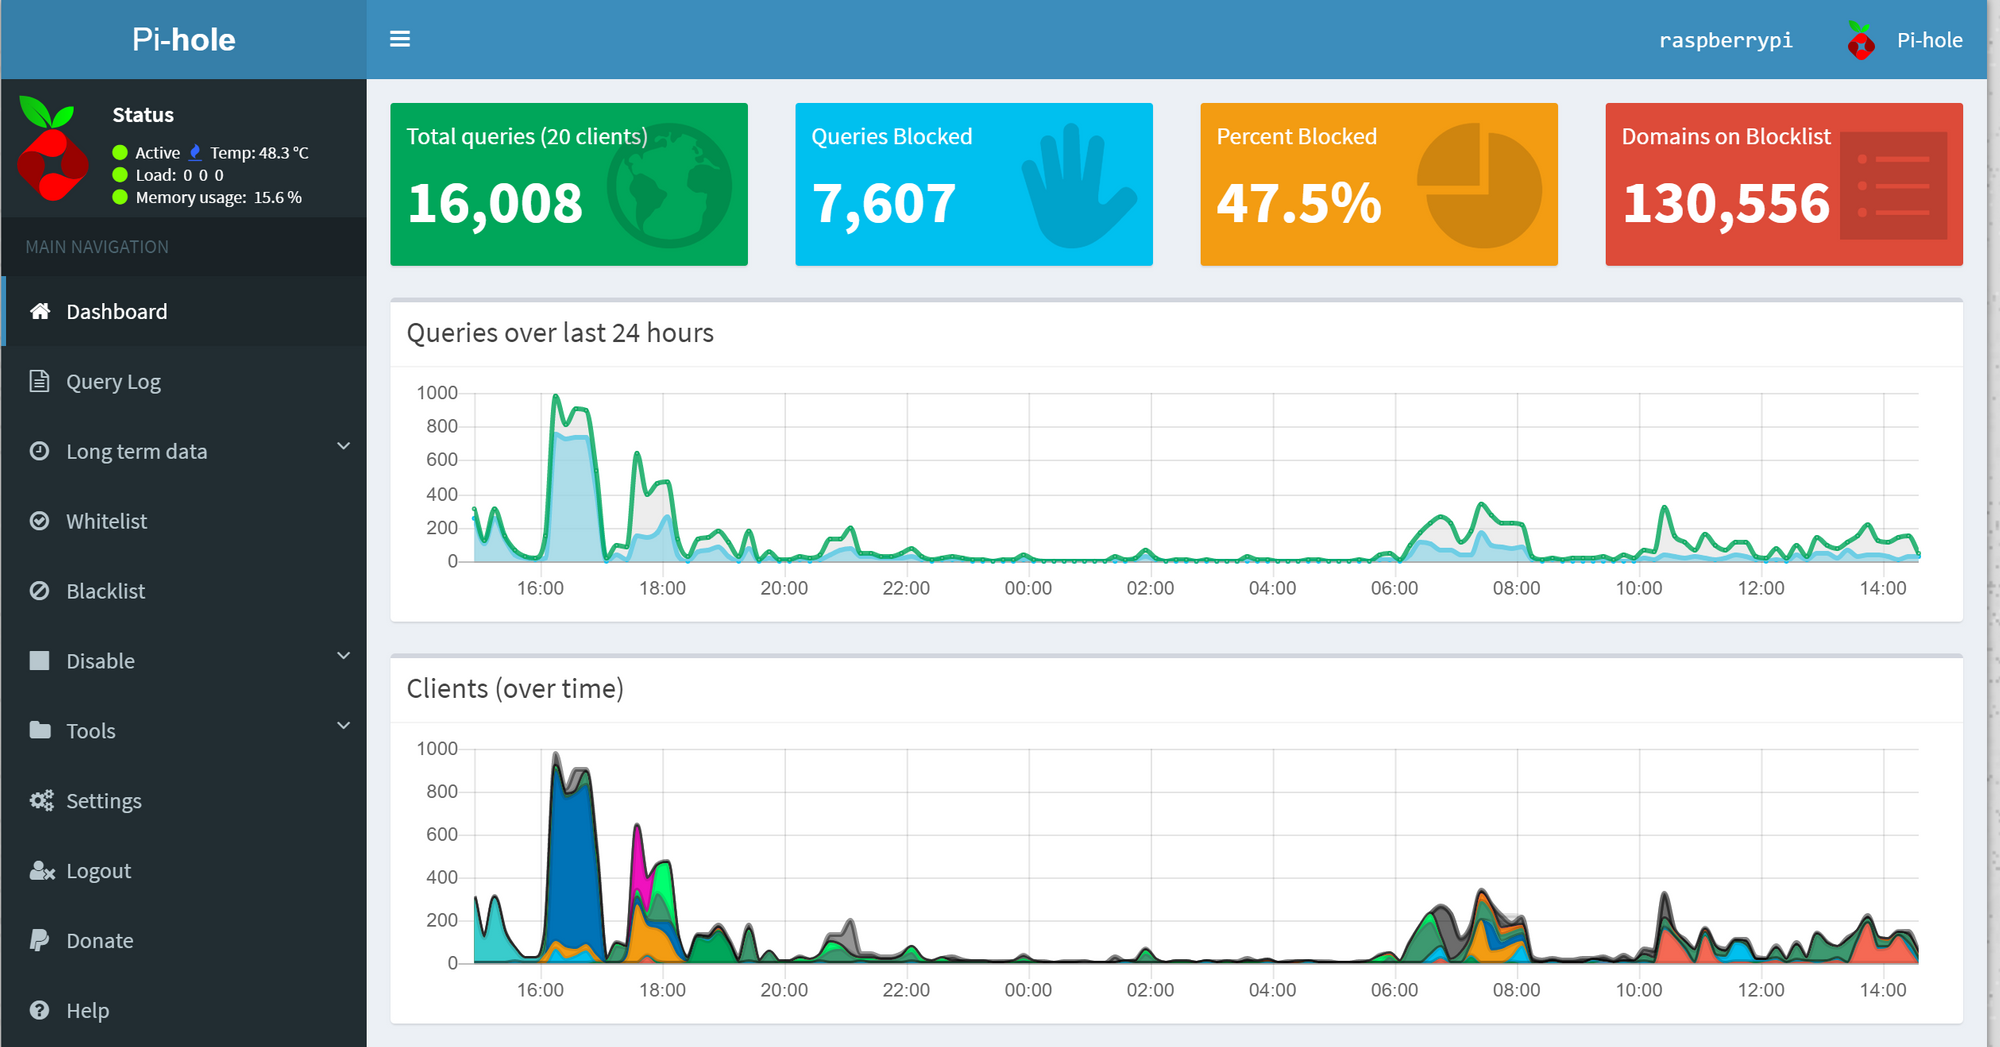 Pi-hole
raspberrypi
Pi-hole
Status
Active Temp: 48.3 °C
Load: 0 0 0
Memory usage: 15.6 %
MAIN NAVIGATION
Dashboard
Query Log
Long term data
Whitelist
Blacklist
Disable
Tools
Settings
Logout
Donate
Help
Total queries (20 clients)
16,008
Queries Blocked
7,607
Percent Blocked
47.5%
Domains on Blocklist
130,556
Queries over last 24 hours
1000
800
600
400
200
0
16:00 18:00 20:00 22:00 00:00 02:00 04:00 06:00 08:00 10:00 12:00 14:00
Clients (over time)
1000
800
600
400
200
0
16:00 18:00 20:00 22:00 00:00 02:00 04:00 06:00 08:00 10:00 12:00 14:00